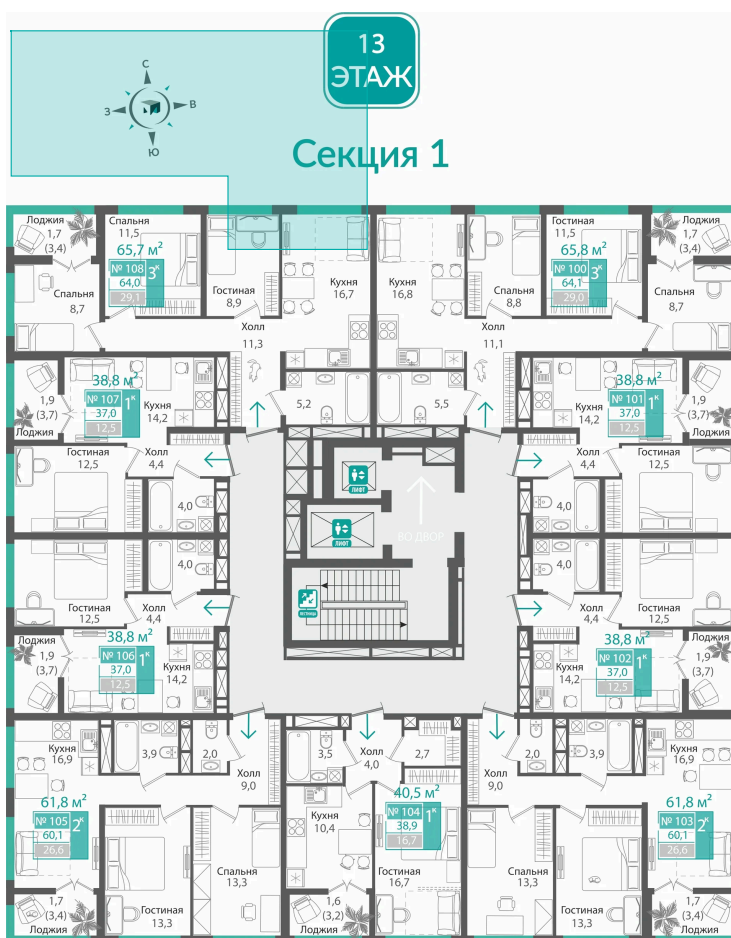 13
ЭТАЖ
С
З
В
Ю
Секция 1
Лоджия
1,7
(3,4)
Спальня
11,5
65,7 м²
№ 108
3к
64,0
29,1
Спальня
8,7
Гостиная
8,9
Кухня
16,7
Холл
11,3
5,2
Кухня
16,8
Спальня
8,8
Гостиная
11,5
65,8 м²
№ 100
3к
64,1
29,0
Лоджия
1,7
(3,4)
Спальня
8,7
Холл
11,1
5,5
38,8 м²
№ 107
1к
37,0
12,5
1,9
(3,7)
Лоджия
Кухня
14,2
Гостиная
12,5
Холл
4,4
4,0
38,8 м²
№ 101
1к
37,0
12,5
Кухня
14,2
1,9
(3,7)
Лоджия
Холл
4,4
Гостиная
12,5
4,0
ЛИФТ
ЛИФТ
ВО ДВОР
ЛЕСТНИЦА
4,0
Гостиная
12,5
Холл
4,4
Лоджия
1,9
(3,7)
38,8 м²
№ 106
1к
37,0
12,5
Кухня
14,2
4,0
Холл
4,4
Гостиная
12,5
38,8 м²
№ 102
1к
37,0
12,5
Кухня
14,2
Лоджия
1,9
(3,7)
Кухня
16,9
3,9
2,0
Холл
9,0
61,8 м²
№ 105
2к
60,1
26,6
1,7
(3,4)
Лоджия
Гостиная
13,3
Спальня
13,3
3,5
Холл
4,0
2,7
Кухня
10,4
40,5 м²
№ 104
1к
38,9
16,7
Гостиная
16,7
1,6
(3,2)
Лоджия
2,0
3,9
Холл
9,0
Кухня
16,9
61,8 м²
№ 103
2к
60,1
26,6
Спальня
13,3
Гостиная
13,3
1,7
(3,4)
Лоджия